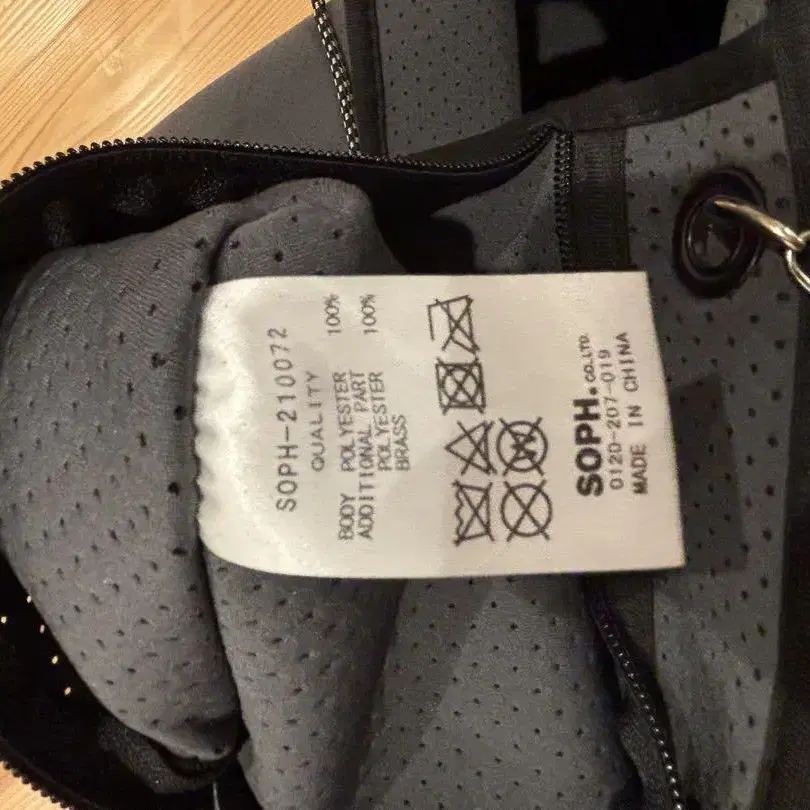 SOPH-210072
QUALITY
BODY POLYESTER 100%
ADDITIONAL PART
POLYESTER 100%
BRASS
W
SOPH. CO.,LTD.
0120-207-019
MADE IN CHINA